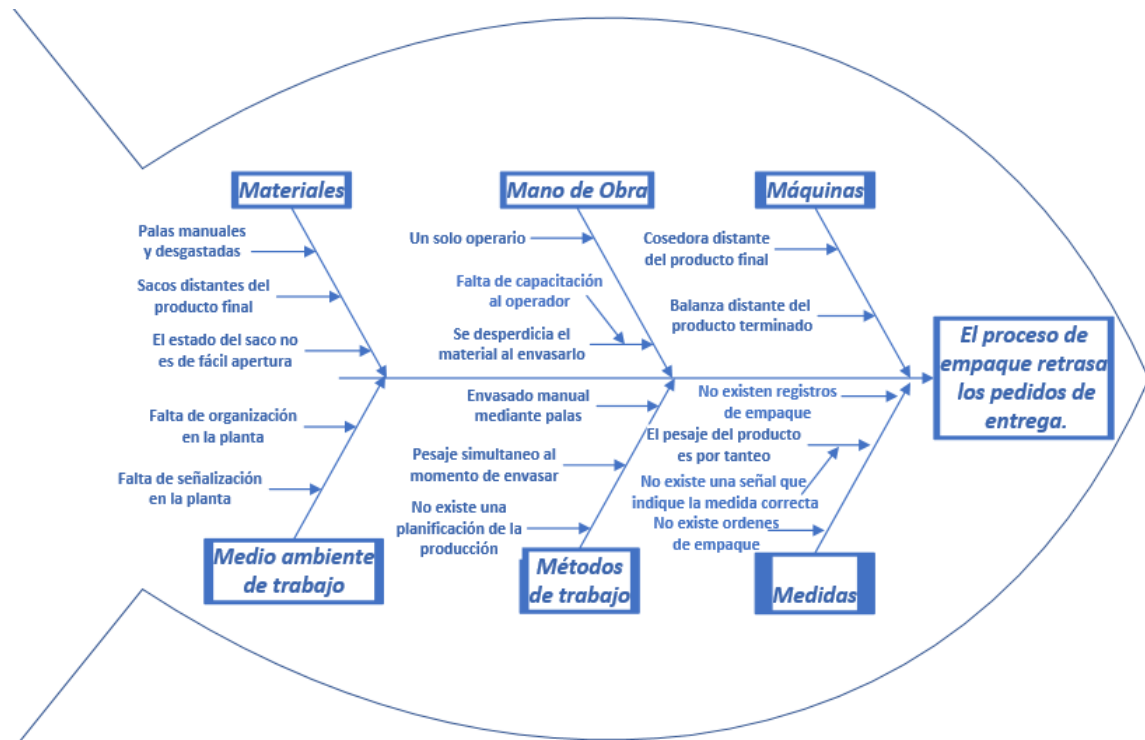 Materiales
Palas manuales
y desgastadas
Sacos distantes del
producto final
El estado del saco no
es de fácil apertura
Mano de Obra
Un solo operario
Falta de capacitación
al operador
Se desperdicia el
material al envasarlo
Máquinas
Cosedora distante
del producto final
Balanza distante del
producto terminado
El proceso de
empaque retrasa
los pedidos de
entrega.
Falta de organización
en la planta
Falta de señalización
en la planta
Medio ambiente
de trabajo
Envasado manual
mediante palas
Pesaje simultaneo al
momento de envasar
No existe una
planificación de la
producción
Métodos
de trabajo
No existen registros
de empaque
El pesaje del producto
es por tanteo
No existe una señal que
indique la medida correcta
No existe ordenes
de empaque
Medidas